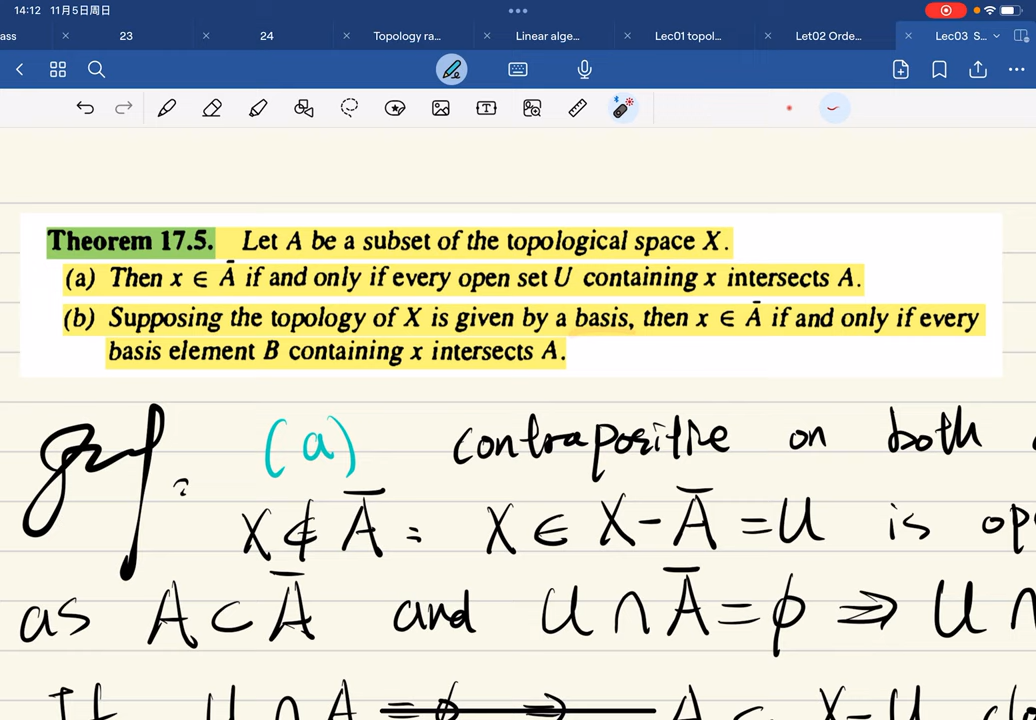 14:12 11月5日周日
ass 23 24 Topology ra... Linear alge... Lec01 topol... Let02 Orde... Lec03 S...
Theorem 17.5. Let A be a subset of the topological space X.
(a) Then x ∈ Ā if and only if every open set U containing x intersects A.
(b) Supposing the topology of X is given by a basis, then x ∈ Ā if and only if every
basis element B containing x intersects A.
(a) contrapositive on both
X ∉ Ā : X ∈ X - Ā = U is op
as A ⊂ Ā and U ∩ Ā = ϕ ⇒ U ∩
If U ∩ A = ϕ ⇒ A ⊂ X - U